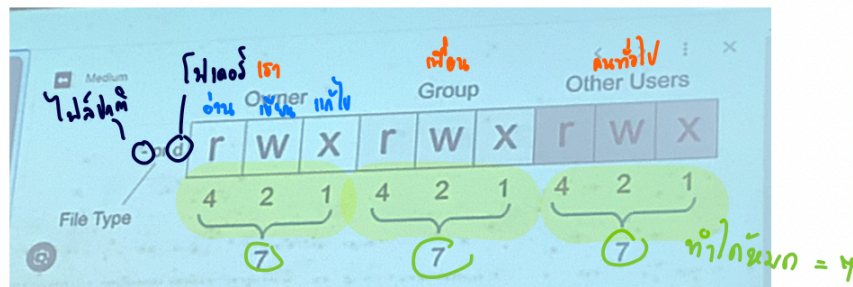 Medium
โฟเดอร์ เรา เพื่อน คนทั่วไป
ไฟล์ปกติ
Owner Group Other Users
อ่าน เขียน แก้ไข
- or d r w x r w x r w x
4 2 1 4 2 1 4 2 1
File Type
7 7 7
ทำได้หมด = 7